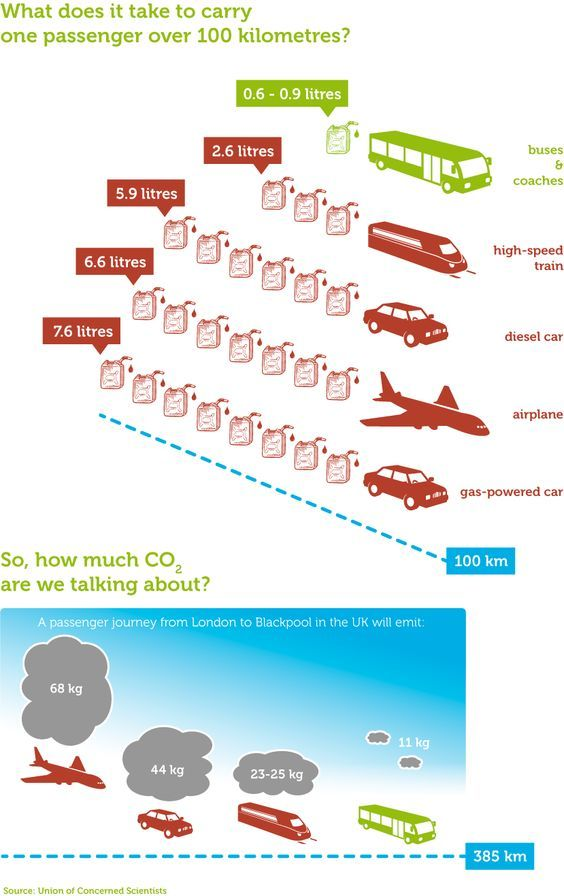 What does it take to carry
one passenger over 100 kilometres?
0.6 - 0.9 litres
buses
&
coaches
2.6 litres
high-speed
train
5.9 litres
diesel car
6.6 litres
airplane
7.6 litres
gas-powered car
100 km
So, how much CO₂
are we talking about?
A passenger journey from London to Blackpool in the UK will emit:
68 kg
44 kg
23-25 kg
11 kg
385 km
Source: Union of Concerned Scientists